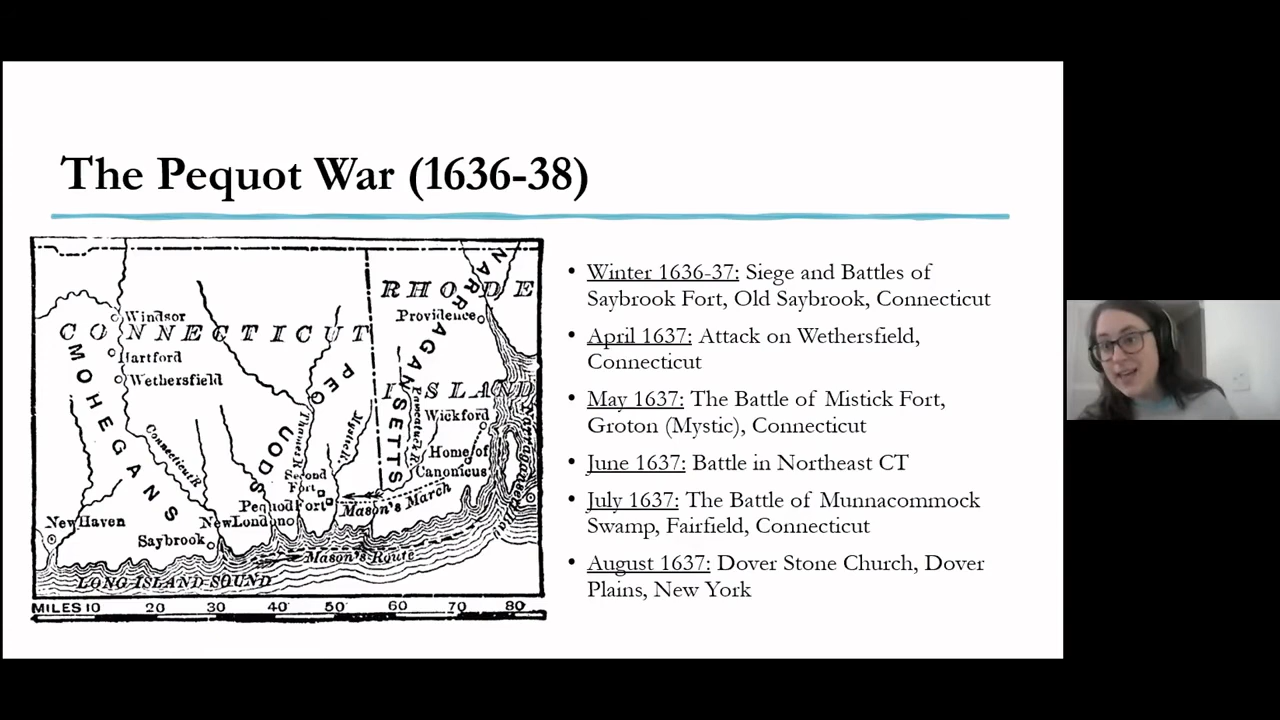 The Pequot War (1636-38)
CONNECTICUT
RHODE
ISLAND
NARRAGANSETTS
MOHEGANS
PEQUODS
Windsor
Hartford
Wethersfield
Providence
Wickford
Home of
Canonicus
Connecticut R.
Thames R.
Mystic R.
Second
Fort
Pequod Fort
Mason's March
New Haven
New London
Saybrook
Mason's Route
LONG ISLAND SOUND
MILES 10 20 30 40 50 60 70 80
• Winter 1636-37: Siege and Battles of
Saybrook Fort, Old Saybrook, Connecticut
• April 1637: Attack on Wethersfield,
Connecticut
• May 1637: The Battle of Mistick Fort,
Groton (Mystic), Connecticut
• June 1637: Battle in Northeast CT
• July 1637: The Battle of Munnacommock
Swamp, Fairfield, Connecticut
• August 1637: Dover Stone Church, Dover
Plains, New York